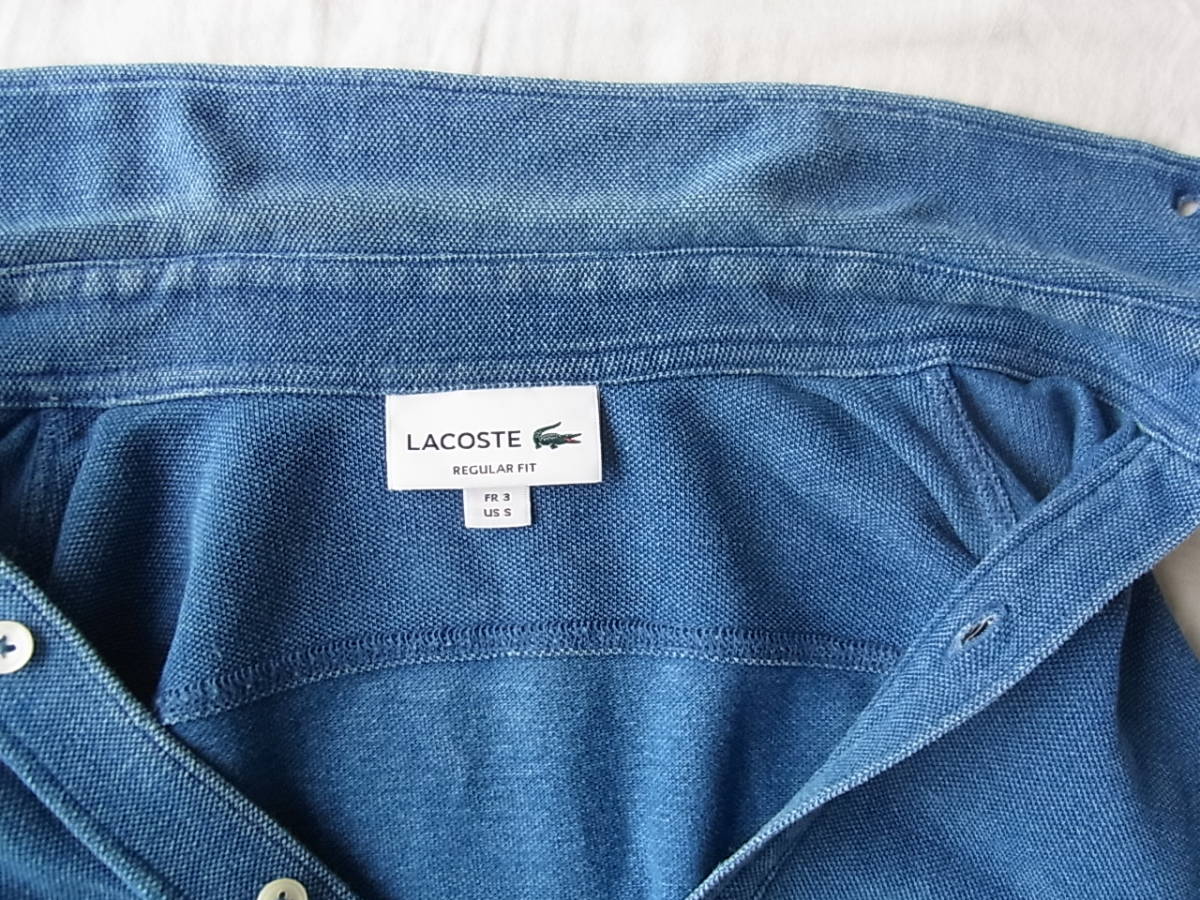 LACOSTE
REGULAR FIT
FR 3
US S